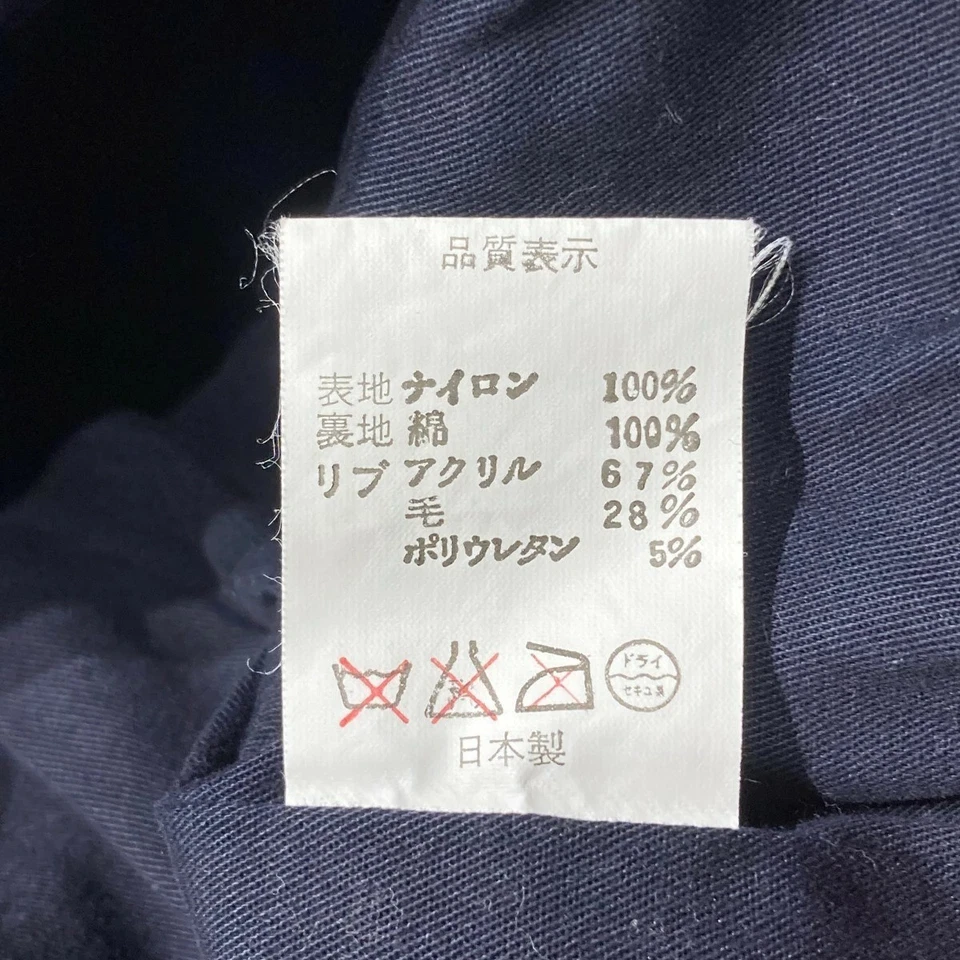 品質表示
表地 ナイロン 100%
裏地 綿 100%
リブ アクリル 67%
毛 28%
ポリウレタン 5%
ドライ
セキユ系
日本製